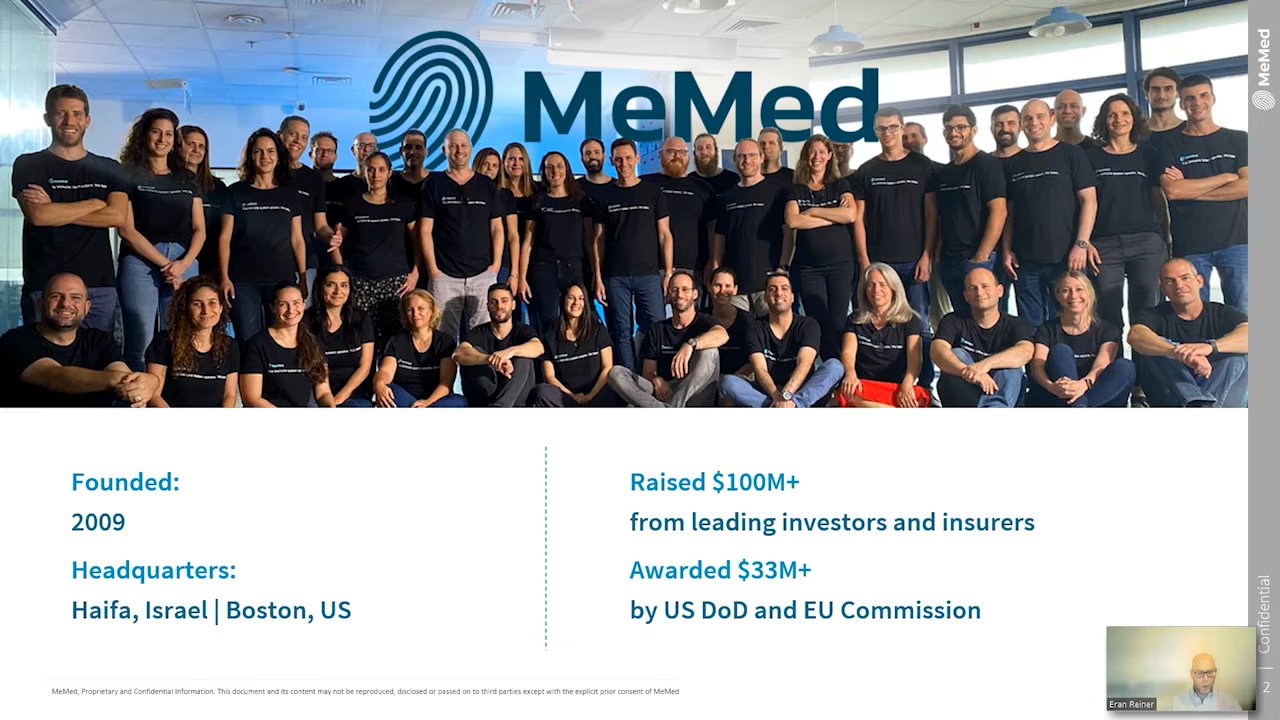 MeMed
MeMed
Founded:
2009
Headquarters:
Haifa, Israel | Boston, US
Raised $100M+
from leading investors and insurers
Awarded $33M+
by US DoD and EU Commission
MeMed, Proprietary and Confidential Information. This document and its content may not be reproduced, disclosed or passed on to third parties except with the explicit prior consent of MeMed
Confidential
2
Eran Reiner